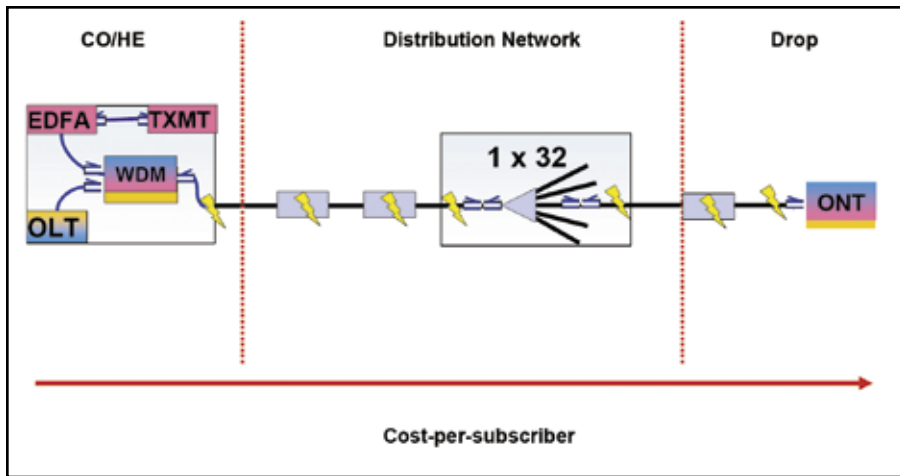 CO/HE
Distribution Network
Drop
EDFA
TXMT
1 x 32
WDM
ONT
OLT
Cost-per-subscriber